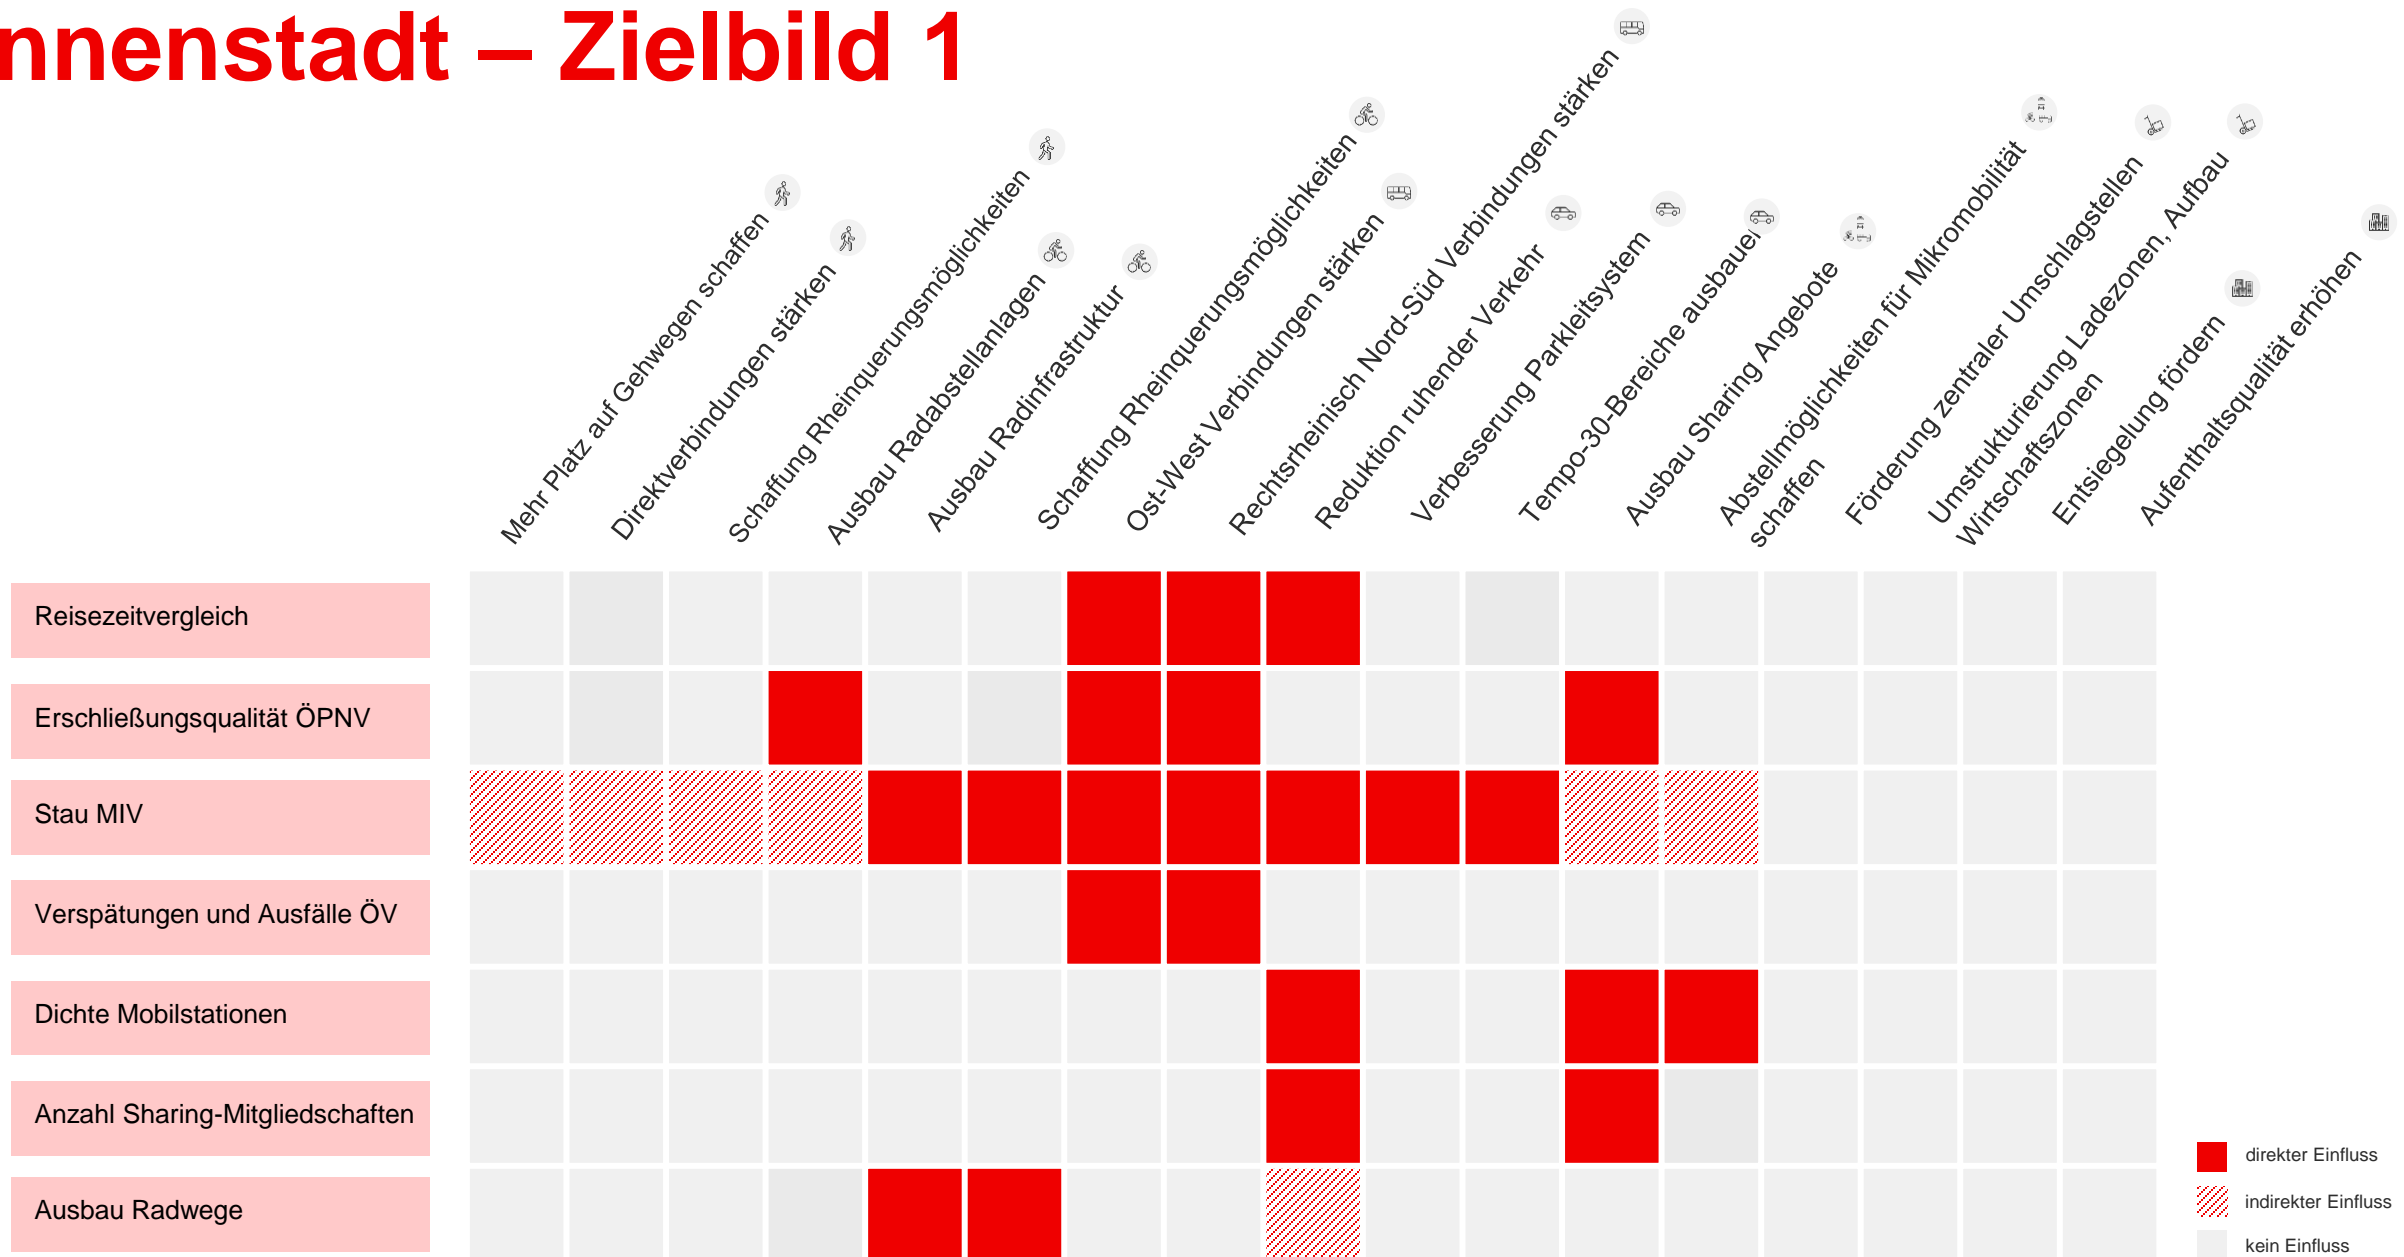 nnenstadt – Zielbild 1
Mehr Platz auf Gehwegen schaffen
Direktverbindungen stärken
Schaffung Rheinquerungsmöglichkeiten
Ausbau Radabstellanlagen
Ausbau Radinfrastruktur
Schaffung Rheinquerungsmöglichkeiten
Ost-West Verbindungen stärken
Rechtsrheinisch Nord-Süd Verbindungen stärken
Reduktion ruhender Verkehr
Verbesserung Parkleitsystem
Tempo-30-Bereiche ausbauen
Ausbau Sharing Angebote
Abstellmöglichkeiten für Mikromobilität
schaffen
Förderung zentraler Umschlagstellen
Umstrukturierung Ladezonen, Aufbau
Wirtschaftszonen
Entsiegelung fördern
Aufenthaltsqualität erhöhen
Reisezeitvergleich
Erschließungsqualität ÖPNV
Stau MIV
Verspätungen und Ausfälle ÖV
Dichte Mobilstationen
Anzahl Sharing-Mitgliedschaften
Ausbau Radwege
direkter Einfluss
indirekter Einfluss
kein Einfluss